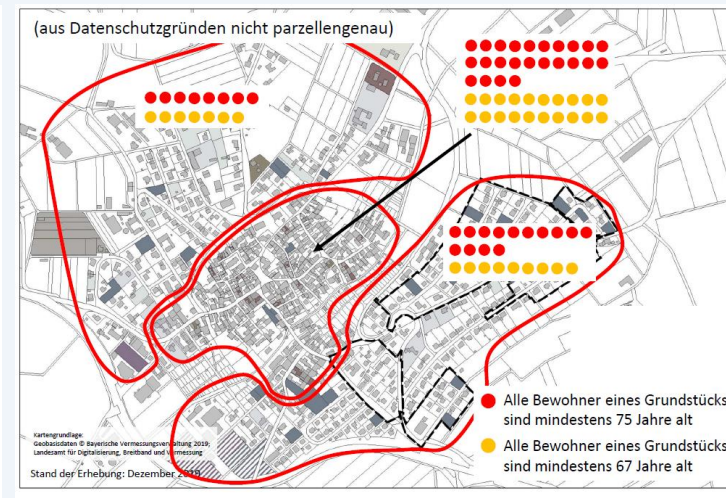 (aus Datenschutzgründen nicht parzellengenau)
Alle Bewohner eines Grundstücks
sind mindestens 75 Jahre alt
Alle Bewohner eines Grundstücks
sind mindestens 67 Jahre alt
Kartengrundlage:
Geobasisdaten © Bayerische Vermessungsverwaltung 2019;
Landesamt für Digitalisierung, Breitband und Vermessung
Stand der Erhebung: Dezember 2019